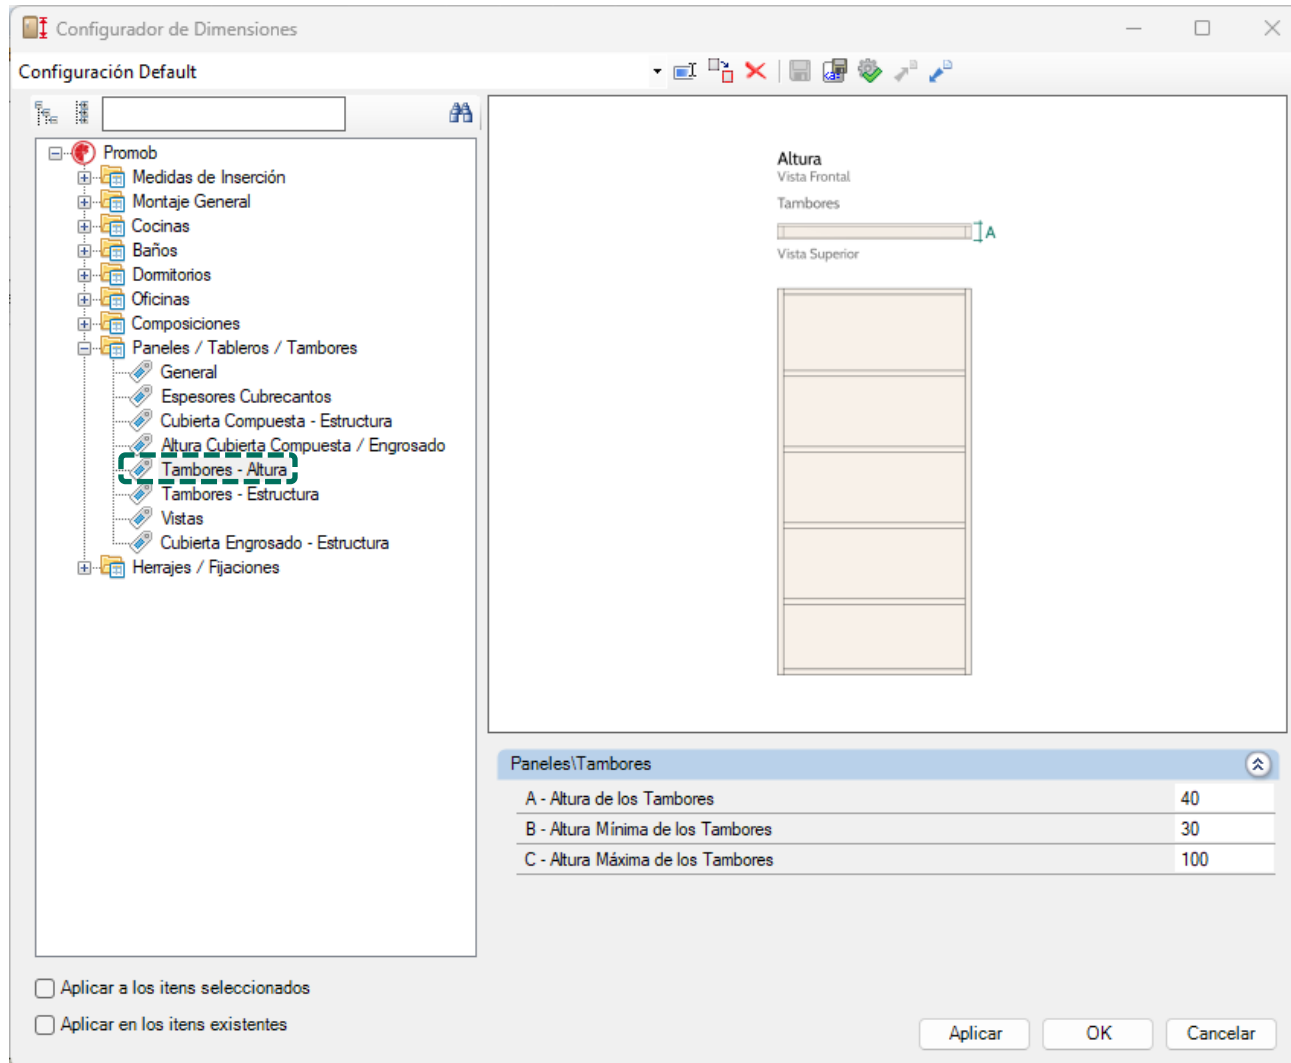 Configurador de Dimensiones
Configuración Default
Promob
Medidas de Inserción
Montaje General
Cocinas
Baños
Dormitorios
Oficinas
Composiciones
Paneles / Tableros / Tambores
General
Espesores Cubrecantos
Cubierta Compuesta - Estructura
Altura Cubierta Compuesta / Engrosado
Tambores - Altura
Tambores - Estructura
Vistas
Cubierta Engrosado - Estructura
Herrajes / Fijaciones
Altura
Vista Frontal
Tambores
A
Vista Superior
Paneles\Tambores
A - Altura de los Tambores 40
B - Altura Mínima de los Tambores 30
C - Altura Máxima de los Tambores 100
Aplicar a los itens seleccionados
Aplicar en los itens existentes
Aplicar OK Cancelar